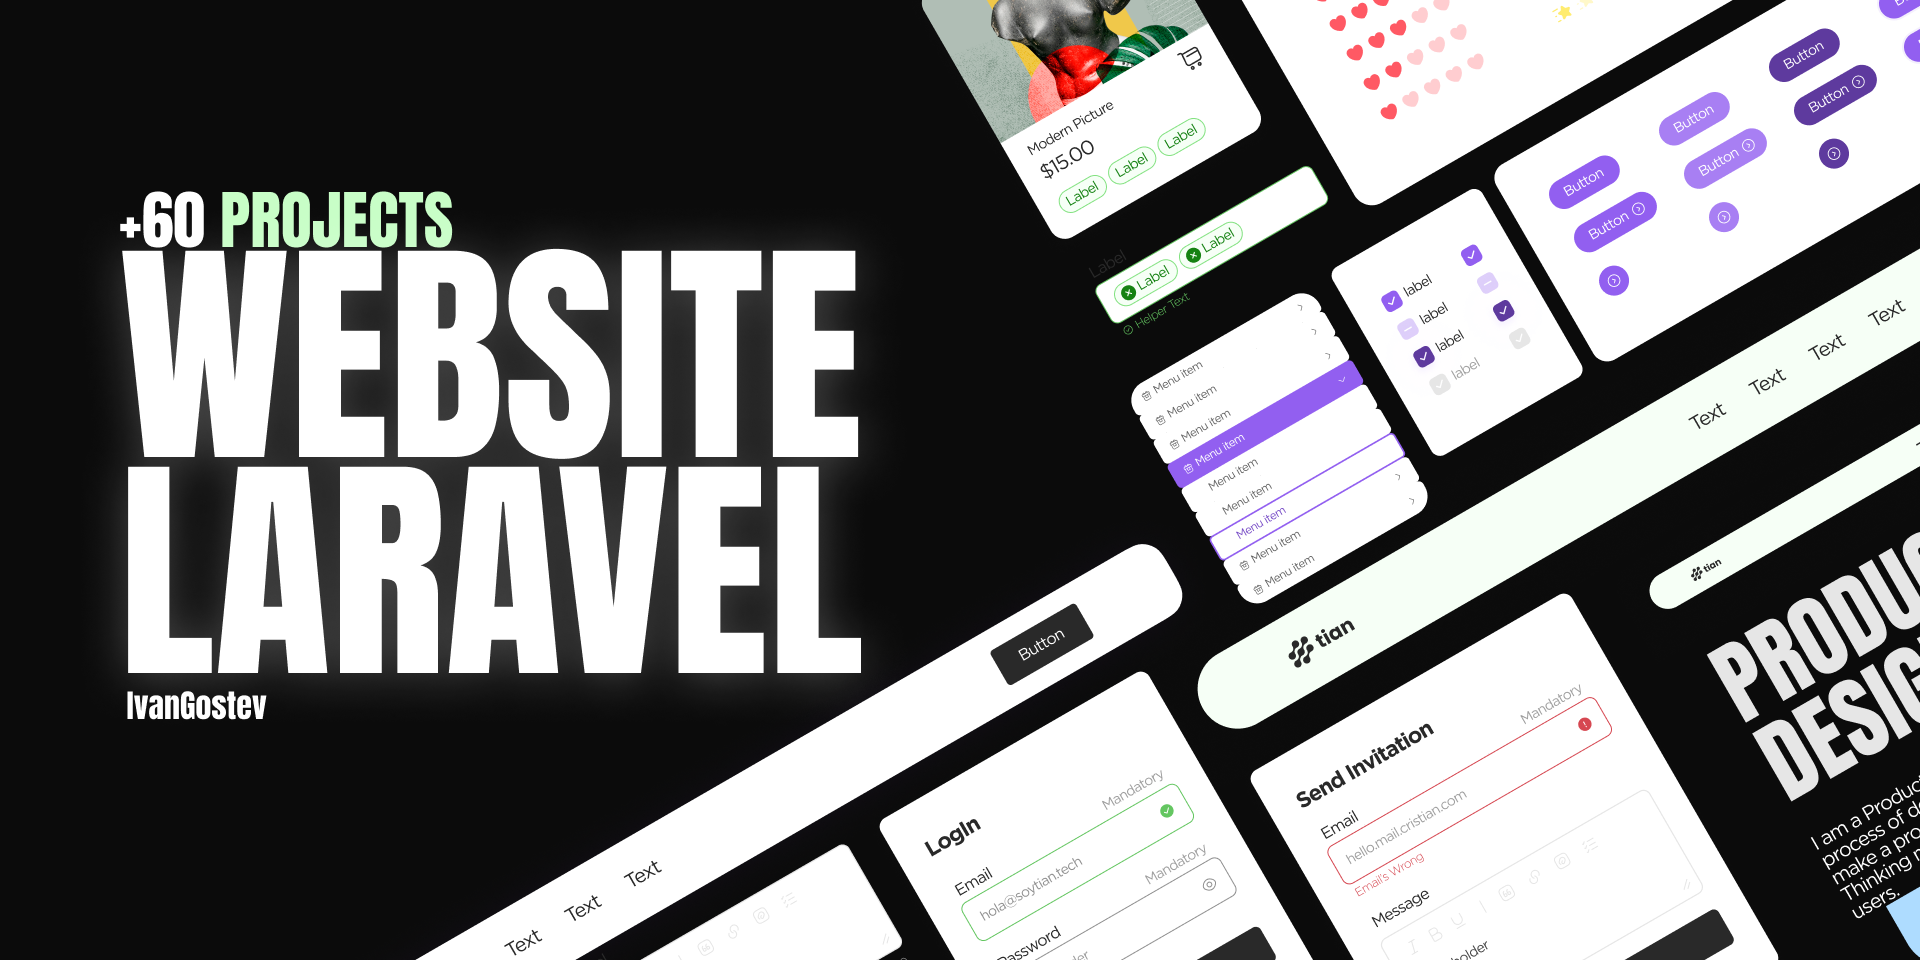 +60 PROJECTS
WEBSITE
LARAVEL
IvanGostev
Modern Picture
$15.00
Label Label Label
Label
Label Label
Helper Text
Menu item
Menu item
Menu item
Menu item
Menu item
Menu item
Menu item
Menu item
Menu item
label
label
label
label
Button
Button
Button
Button
Button
Button
Text Text Text Text
tian
tian
Button
Text Text Text
LogIn
Email
Mandatory
hola@soytian.tech
Password
Mandatory
Send Invitation
Email
Mandatory
hello.mail.cristian.com
Email's Wrong
Message
I B U
I am a Produc
process of d
make a pro
Thinking
users.